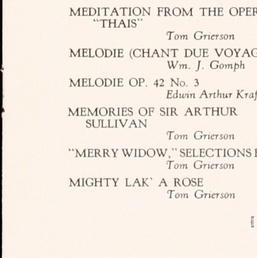 MEDITATION FROM THE OPER
"THAIS"
Tom Grierson
MELODIE (CHANT DUE VOYAG
Wm. J. Gomph
MELODIE OP. 42 No. 3
Edwin Arthur Kraf
MEMORIES OF SIR ARTHUR
SULLIVAN
Tom Grierson
"MERRY WIDOW," SELECTIONS
Tom Grierson
MIGHTY LAK` A ROSE
Tom Grierson